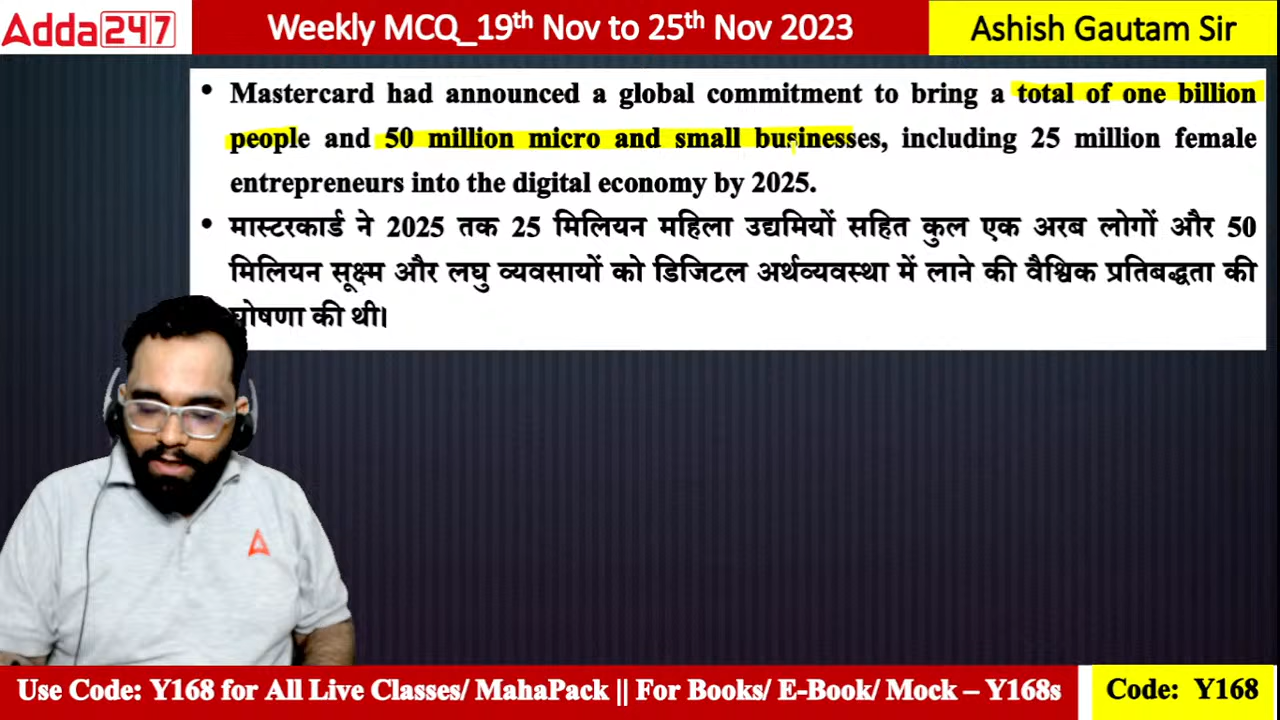 Adda247
Weekly MCQ_19th Nov to 25th Nov 2023
Ashish Gautam Sir
• Mastercard had announced a global commitment to bring a total of one billion
people and 50 million micro and small businesses, including 25 million female
entrepreneurs into the digital economy by 2025.
• मास्टरकार्ड ने 2025 तक 25 मिलियन महिला उद्यमियों सहित कुल एक अरब लोगों और 50
मिलियन सूक्ष्म और लघु व्यवसायों को डिजिटल अर्थव्यवस्था में लाने की वैश्विक प्रतिबद्धता की
घोषणा की थी।
Use Code: Y168 for All Live Classes/ MahaPack || For Books/ E-Book/ Mock – Y168s
Code: Y168